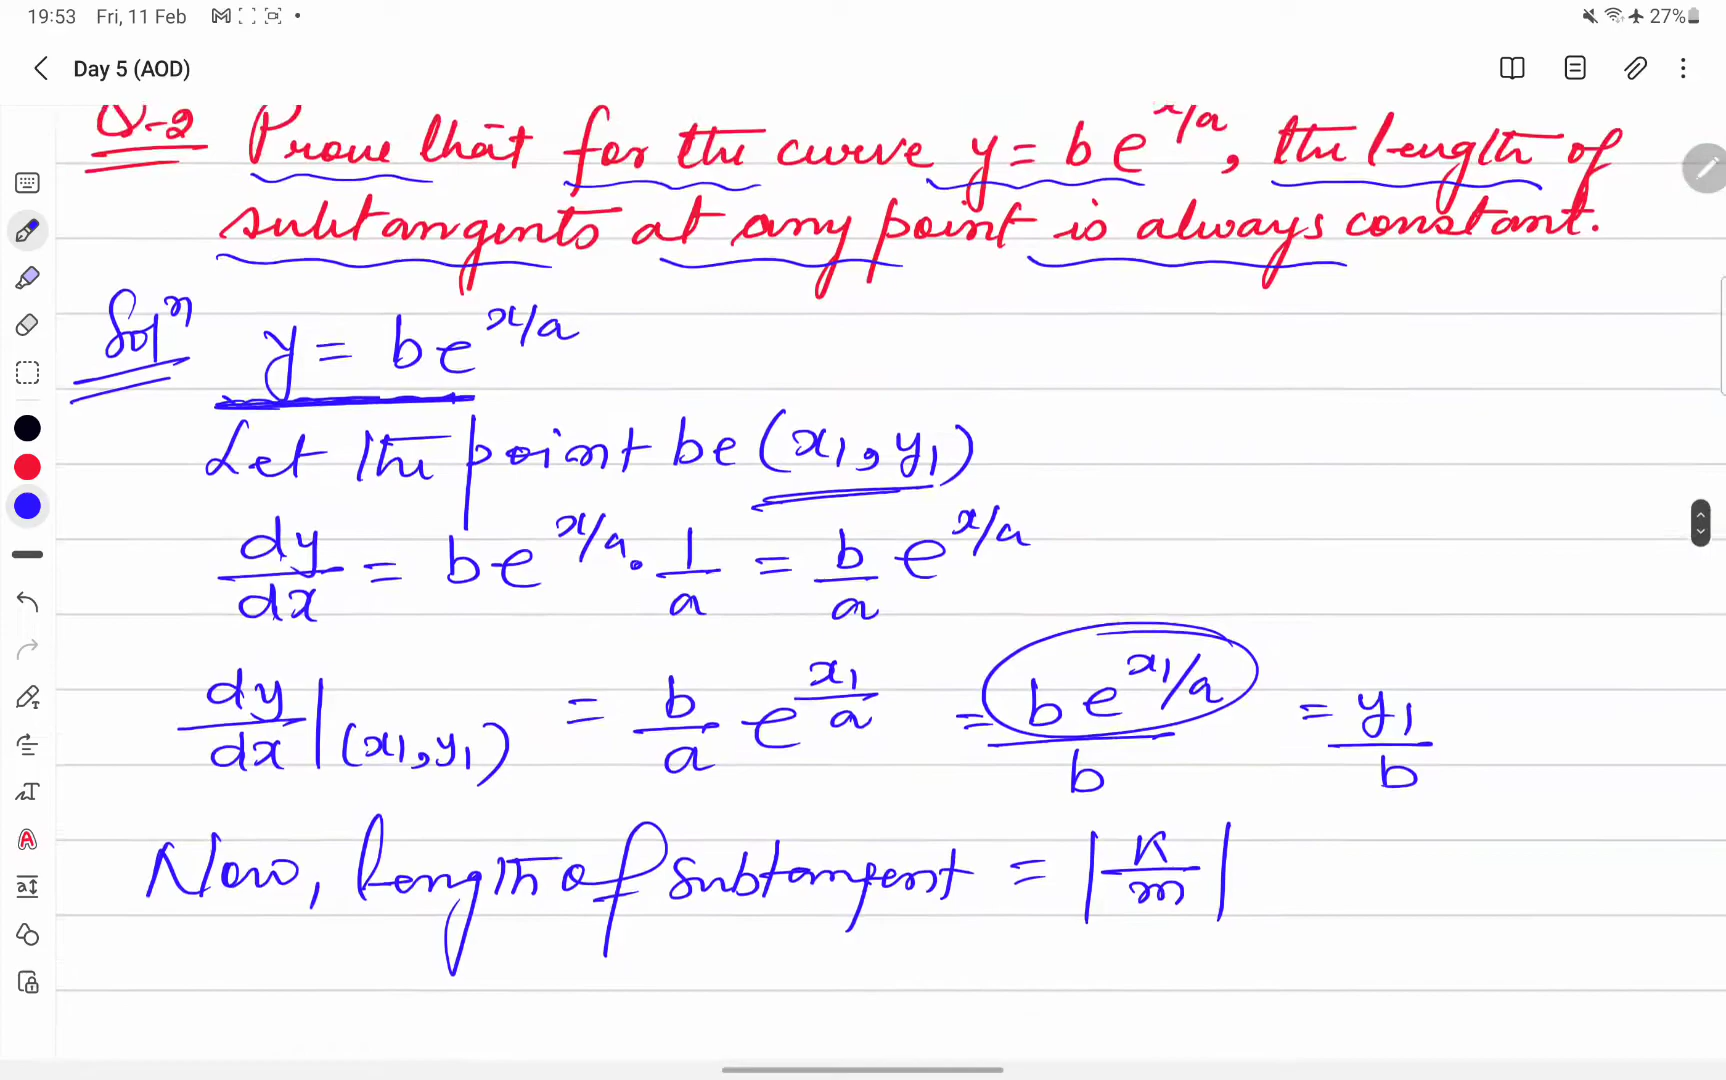 19:53 Fri, 11 Feb 27%
Day 5 (AOD)
Q-2 Prove that for the curve y = b e^{x/a}, the length of
subtangents at any point is always constant.
Solⁿ y = b e^{x/a}
Let the point be (x₁, y₁)
dy/dx = b e^{x/a} · 1/a = b/a e^{x/a}
dy/dx|(x₁, y₁) = b/a e^{x₁/a} = b e^{x₁/a}/b = y₁/b
Now, length of subtangent = |K/m|